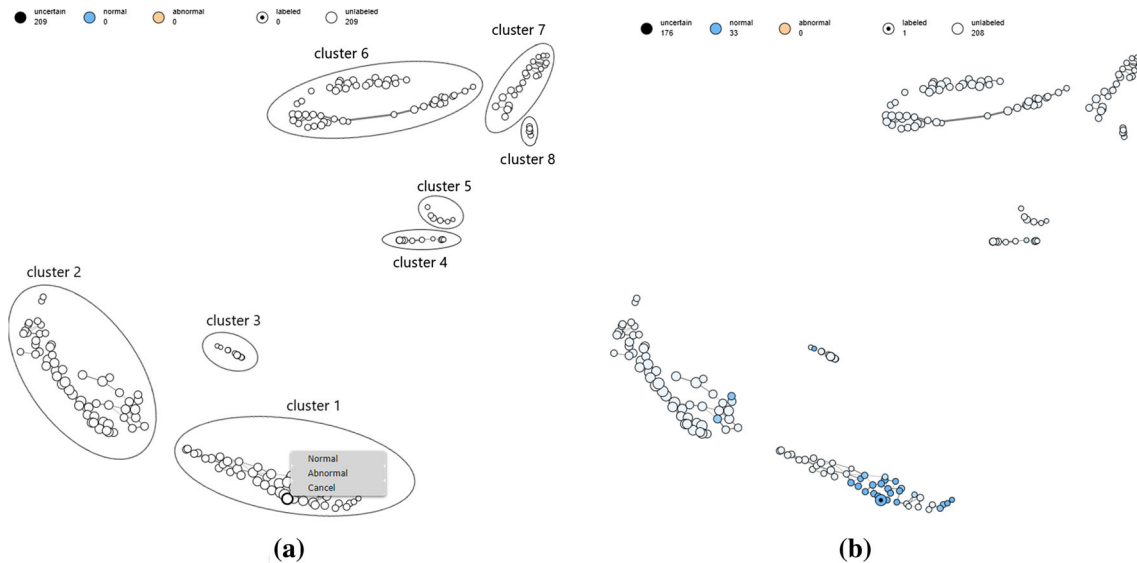 uncertain
209
normal
0
abnormal
0
labeled
0
unlabeled
209
cluster 7
cluster 6
cluster 8
cluster 5
cluster 4
cluster 2
cluster 3
cluster 1
Normal
Abnormal
Cancel
(a)
uncertain
176
normal
33
abnormal
0
labeled
1
unlabeled
208
(b)